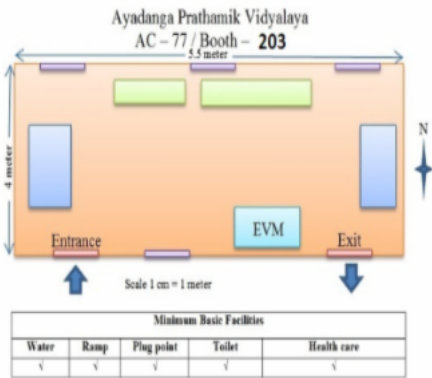 Ayadanga Prathamik Vidyalaya
AC – 77 / Booth – 203
5.5 meter
4 meter
N
EVM
Entrance
Exit
Scale 1 cm = 1 meter
Minimum Basic Facilities
Water Ramp Plug point Toilet Health care
√ √ √ √ √